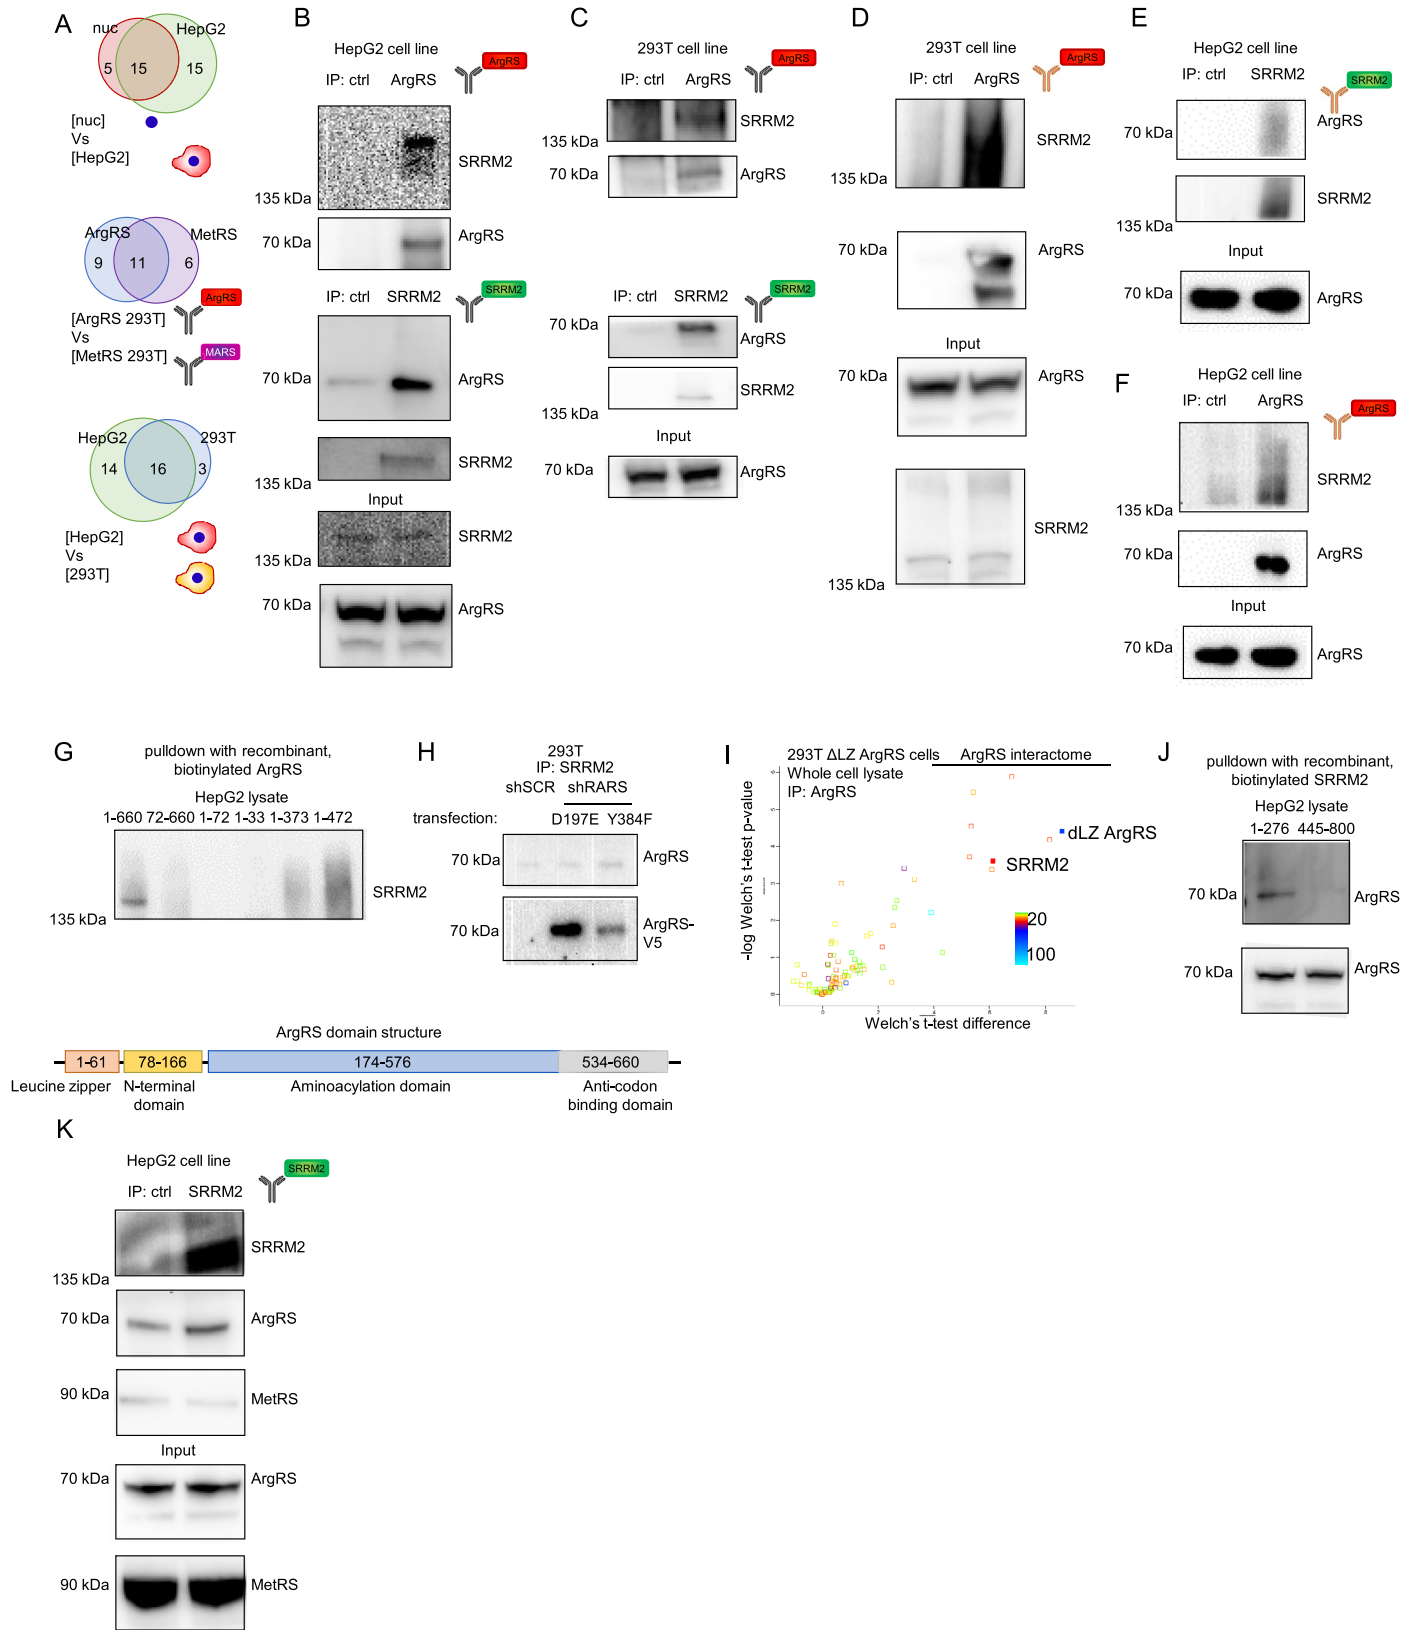 A
nuc
HepG2
5
15
15
[nuc]
Vs
[HepG2]
ArgRS
MetRS
9
11
6
[ArgRS 293T]
Vs
[MetRS 293T]
ArgRS
MARS
HepG2
293T
14
16
3
[HepG2]
Vs
[293T]
B
HepG2 cell line
IP: ctrl ArgRS
ArgRS
SRRM2
135 kDa
70 kDa
ArgRS
IP: ctrl SRRM2
SRRM2
70 kDa
ArgRS
SRRM2
135 kDa
Input
SRRM2
135 kDa
70 kDa
ArgRS
C
293T cell line
IP: ctrl ArgRS
ArgRS
SRRM2
135 kDa
70 kDa
ArgRS
IP: ctrl SRRM2
SRRM2
70 kDa
ArgRS
SRRM2
135 kDa
Input
70 kDa
ArgRS
D
293T cell line
IP: ctrl ArgRS
ArgRS
SRRM2
135 kDa
70 kDa
ArgRS
Input
70 kDa
ArgRS
SRRM2
135 kDa
E
HepG2 cell line
IP: ctrl SRRM2
SRRM2
ArgRS
70 kDa
SRRM2
135 kDa
Input
70 kDa
ArgRS
F
HepG2 cell line
IP: ctrl ArgRS
ArgRS
SRRM2
135 kDa
70 kDa
ArgRS
Input
70 kDa
ArgRS
G
pulldown with recombinant,
biotinylated ArgRS
HepG2 lysate
1-660 72-660 1-72 1-33 1-373 1-472
SRRM2
135 kDa
H
293T
IP: SRRM2
shSCR shRARS
transfection: D197E Y384F
70 kDa
ArgRS
70 kDa
ArgRS-
V5
I
293T ΔLZ ArgRS cells
Whole cell lysate
IP: ArgRS
ArgRS interactome
dLZ ArgRS
SRRM2
20
100
-log Welch's t-test p-value
0 1 2 3 4 5 6
0 2 4 6 8
Welch's t-test difference
J
pulldown with recombinant,
biotinylated SRRM2
HepG2 lysate
1-276 445-800
70 kDa
ArgRS
70 kDa
ArgRS
ArgRS domain structure
1-61 78-166 174-576 534-660
Leucine zipper
N-terminal
domain
Aminoacylation domain
Anti-codon
binding domain
K
HepG2 cell line
IP: ctrl SRRM2
SRRM2
SRRM2
135 kDa
70 kDa
ArgRS
90 kDa
MetRS
Input
70 kDa
ArgRS
90 kDa
MetRS